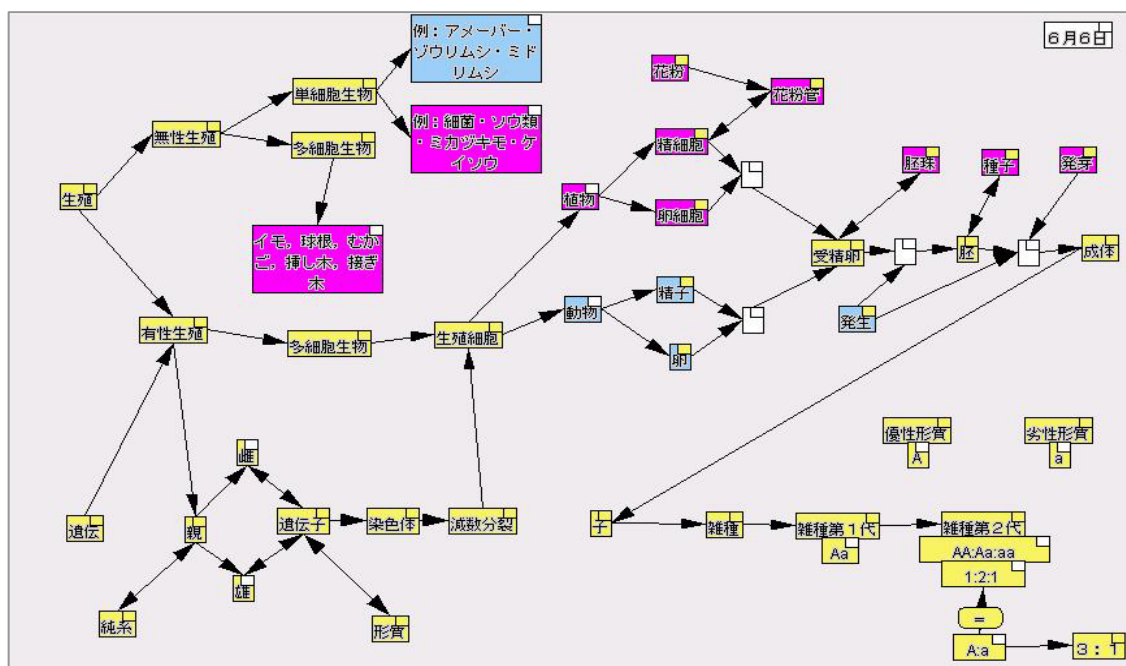 例：アメーバー・
ゾウリムシ・ミド
リムシ
６月６日
花粉
花粉管
単細胞生物
例：細菌・ソウ類
・ミカヅキモ・ケ
イソウ
無性生殖
多細胞生物
精細胞
胚珠
種子
発芽
生殖
植物
卵細胞
イモ，球根，むか
ご，挿し木，接ぎ
木
受精卵
胚
成体
精子
動物
発生
有性生殖
多細胞生物
生殖細胞
卵
優性形質
A
劣性形質
a
雌
遺伝
親
遺伝子
染色体
減数分裂
子
雑種
雑種第１代
Aa
雑種第２代
AA:Aa:aa
1:2:1
雄
純系
形質
=
A:a
３：１